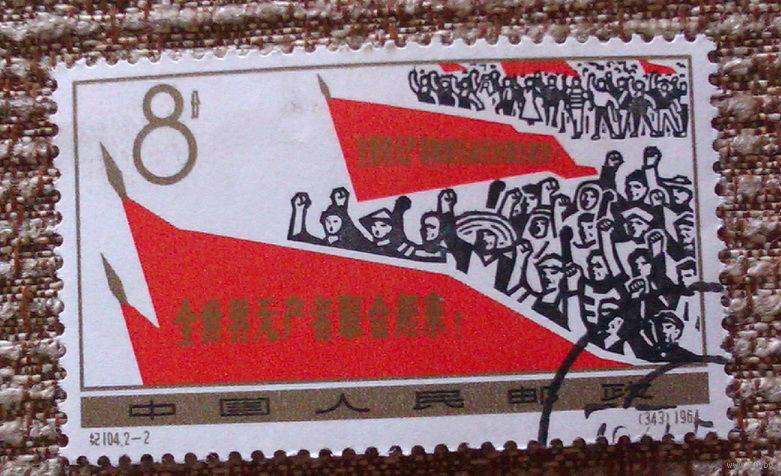 8分
全世界无产者联合起来！
中国人民邮政
纪104.2-2
(343) 1964